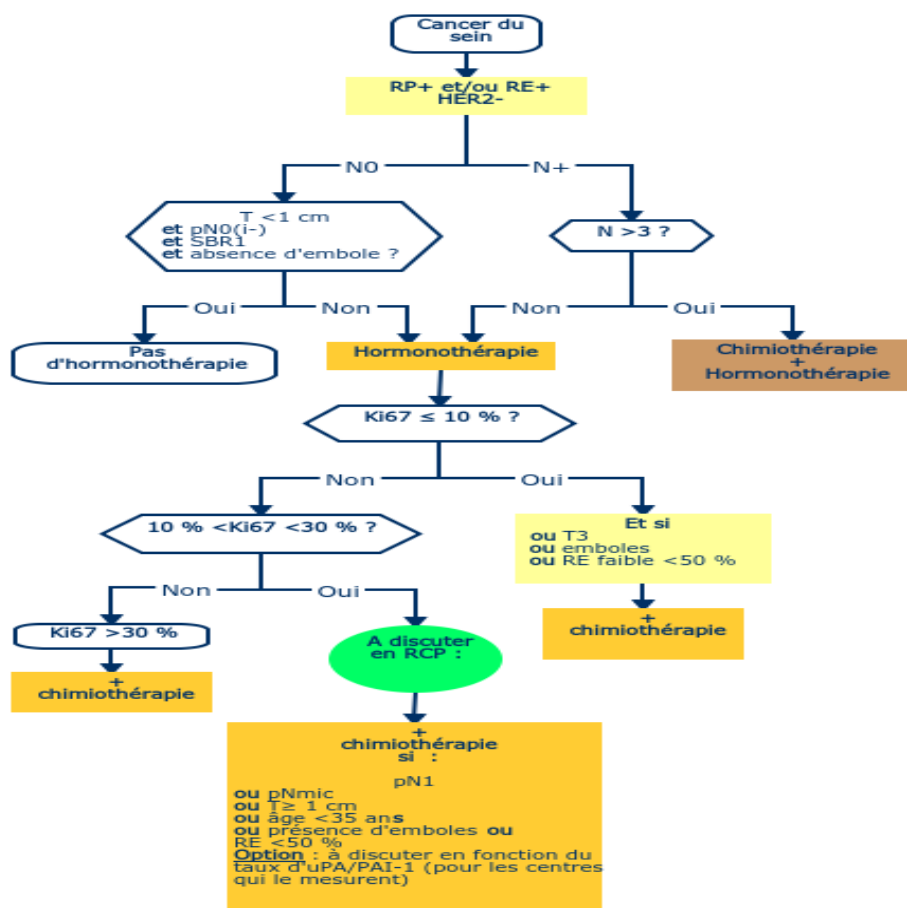 Cancer du
sein
RP+ et/ou RE+
HER2-
N0
N+
T <1 cm
et pN0(i-)
et SBR1
et absence d'embole ?
N >3 ?
Oui
Non
Non
Oui
Pas
d'hormonothérapie
Hormonothérapie
Chimiothérapie
+
Hormonothérapie
Ki67 ≤ 10 % ?
Non
Oui
10 % <Ki67 <30 % ?
Et si
ou T3
ou emboles
ou RE faible <50 %
Non
Oui
Ki67 >30 %
A discuter
en RCP :
+
chimiothérapie
+
chimiothérapie
+
chimiothérapie
si :
pN1
ou pNmic
ou T≥ 1 cm
ou âge <35 ans
ou présence d'emboles ou
RE <50 %
Option : à discuter en fonction du
taux d'uPA/PAI-1 (pour les centres
qui le mesurent)